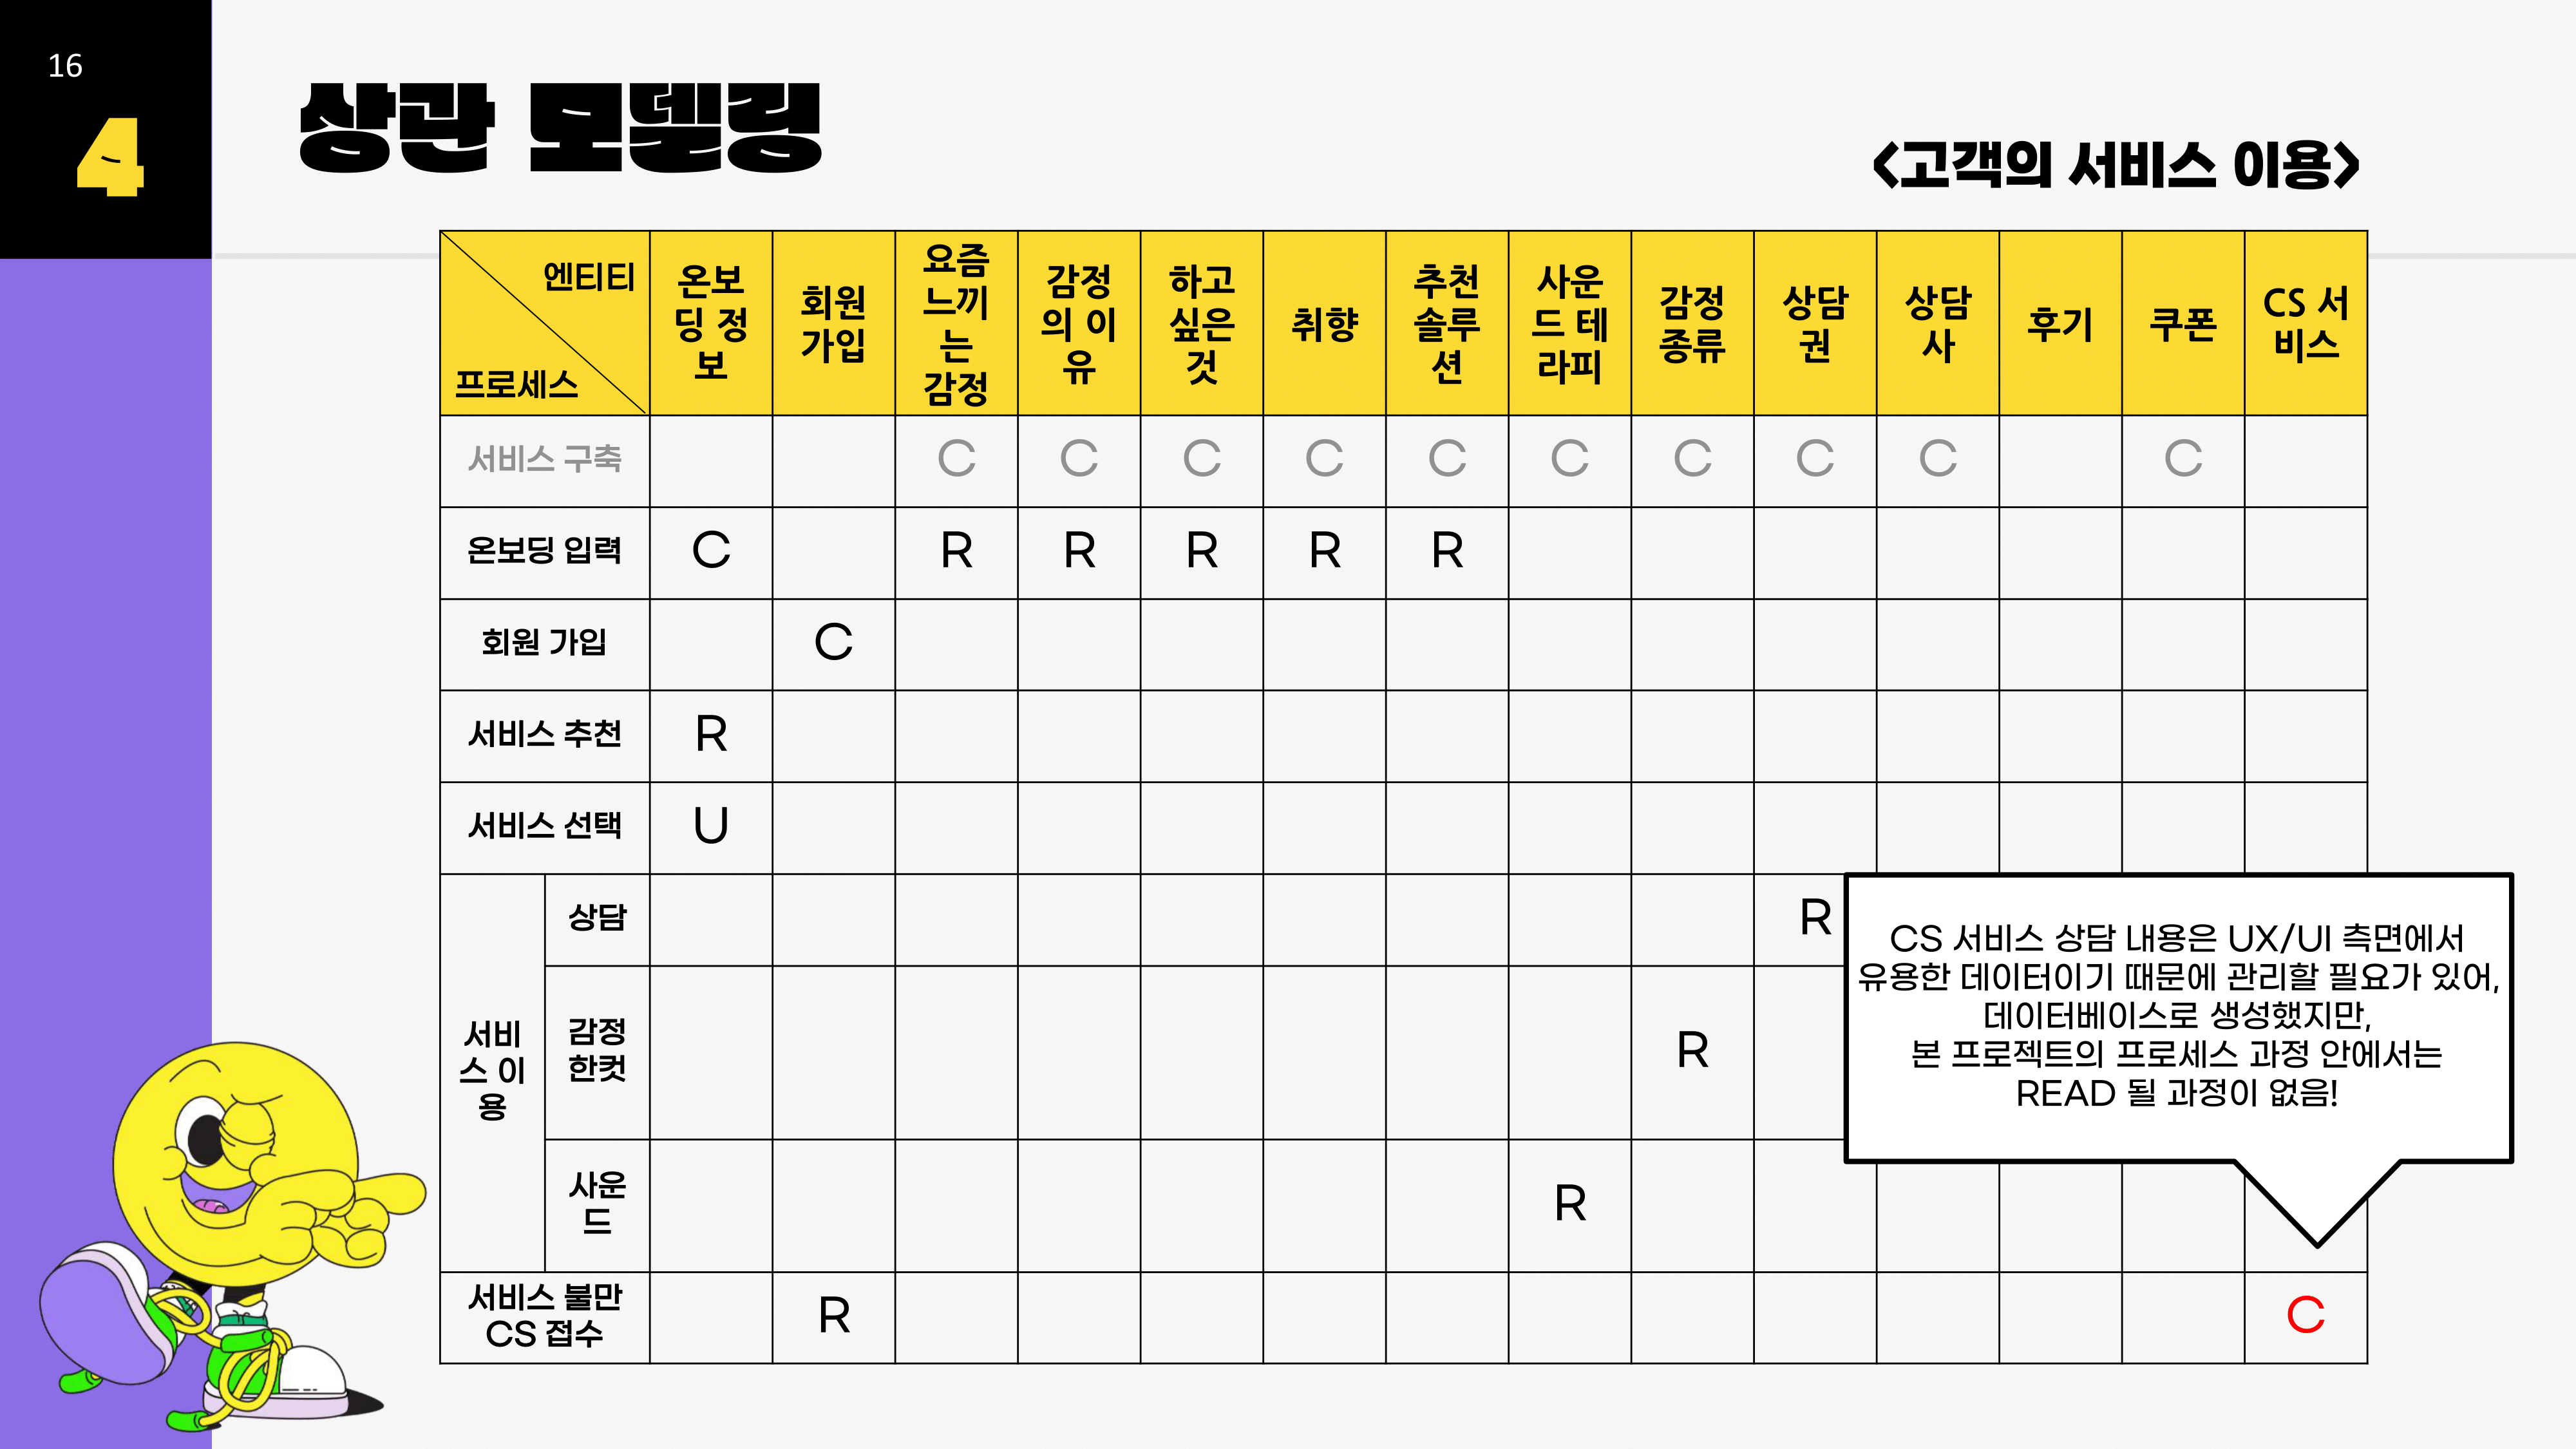 16
4
상관 모델링
<고객의 서비스 이용>
엔티티
프로세스
온보
딩 정
보
회원
가입
요즘
느끼
는
감정
감정
의 이
유
하고
싶은
것
취향
추천
솔루
션
사운
드 테
라피
감정
종류
상담
권
상담
사
후기
쿠폰
CS 서
비스
서비스 구축 C C C C C C C C C C
온보딩 입력 C R R R R R
회원 가입 C
서비스 추천 R
서비스 선택 U
서비
스 이
용
상담 R
감정
한컷
R
사운
드
R
CS 서비스 상담 내용은 UX/UI 측면에서
유용한 데이터이기 때문에 관리할 필요가 있어,
데이터베이스로 생성했지만,
본 프로젝트의 프로세스 과정 안에서는
READ 될 과정이 없음!
서비스 불만
CS 접수
R C